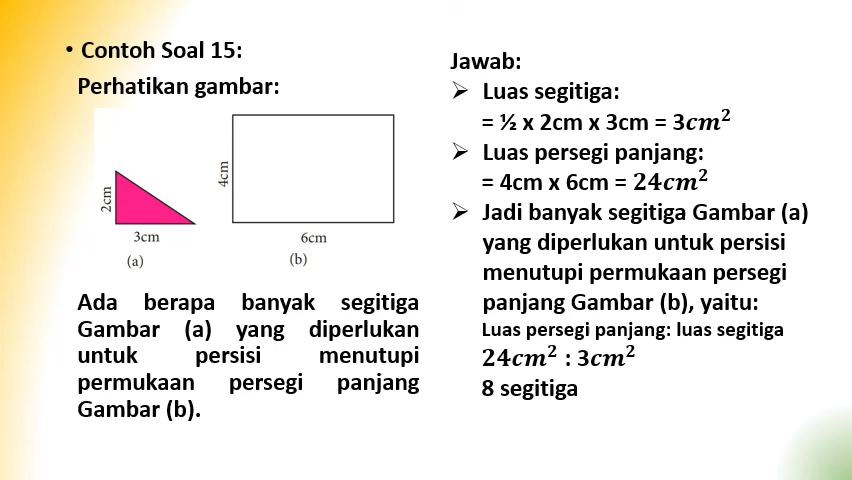 • Contoh Soal 15:
Perhatikan gambar:
2cm
3cm
(a)
4cm
6cm
(b)
Ada berapa banyak segitiga
Gambar (a) yang diperlukan
untuk persisi menutupi
permukaan persegi panjang
Gambar (b).
Jawab:
➢ Luas segitiga:
= ½ x 2cm x 3cm = 3cm²
➢ Luas persegi panjang:
= 4cm x 6cm = 24cm²
➢ Jadi banyak segitiga Gambar (a)
yang diperlukan untuk persisi
menutupi permukaan persegi
panjang Gambar (b), yaitu:
Luas persegi panjang: luas segitiga
24cm² : 3cm²
8 segitiga